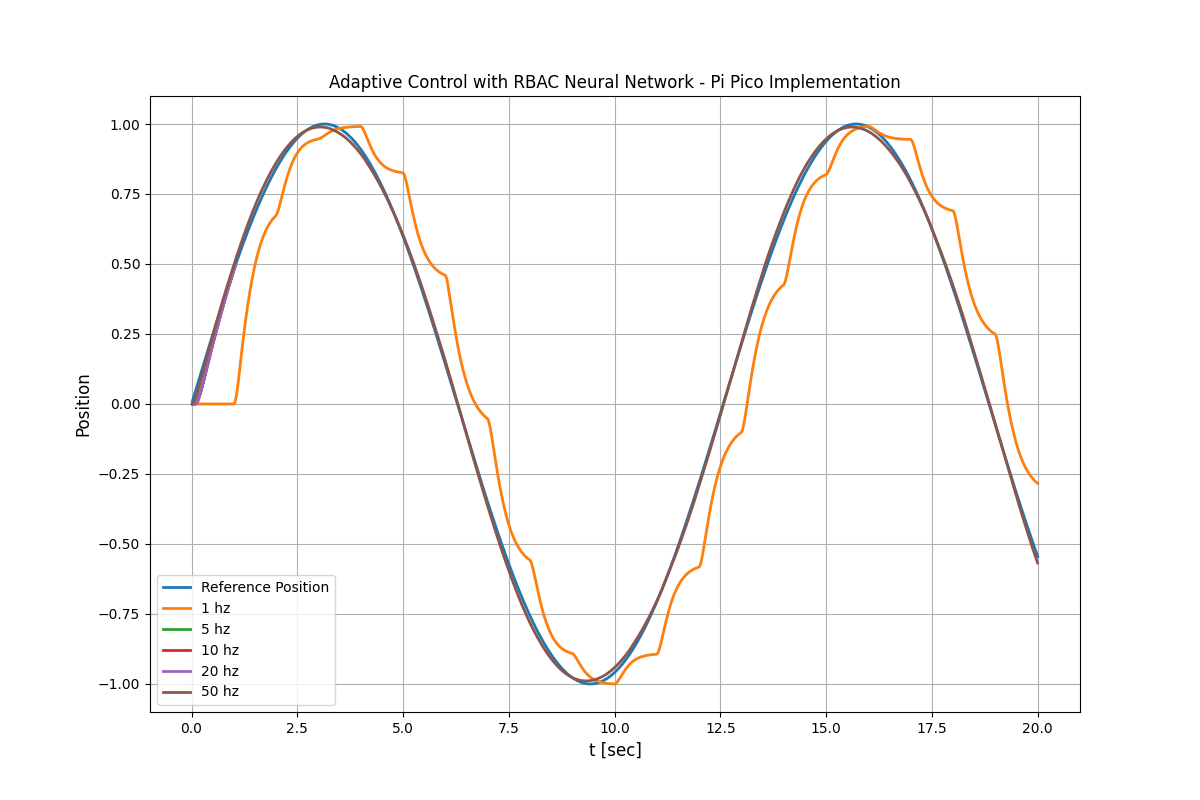 Adaptive Control with RBAC Neural Network - Pi Pico Implementation
1.00
0.75
0.50
0.25
0.00
−0.25
−0.50
−0.75
−1.00
Position
Reference Position
1 hz
5 hz
10 hz
20 hz
50 hz
0.0 2.5 5.0 7.5 10.0 12.5 15.0 17.5 20.0
t [sec]